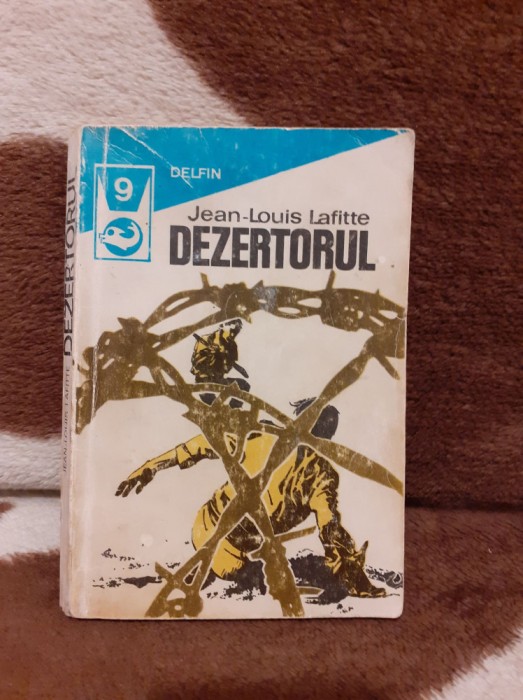 9
DELFIN
Jean-Louis Lafitte
DEZERTORUL
JEAN-LOUIS LAFITTE DEZERTORUL